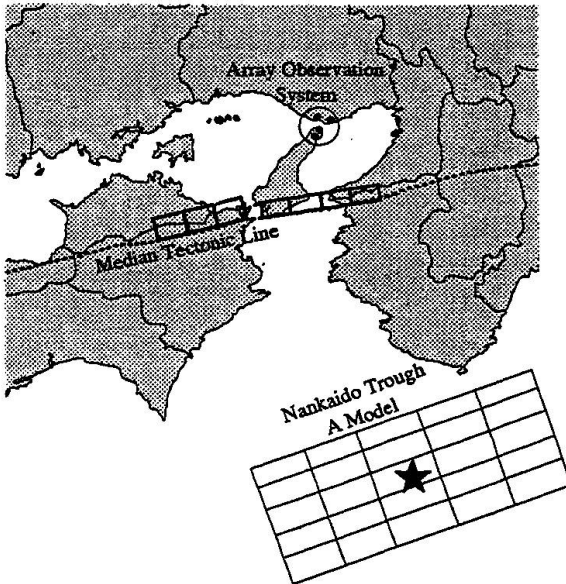 Array Observation
System
Median Tectonic Line
Nankaido Trough
A Model